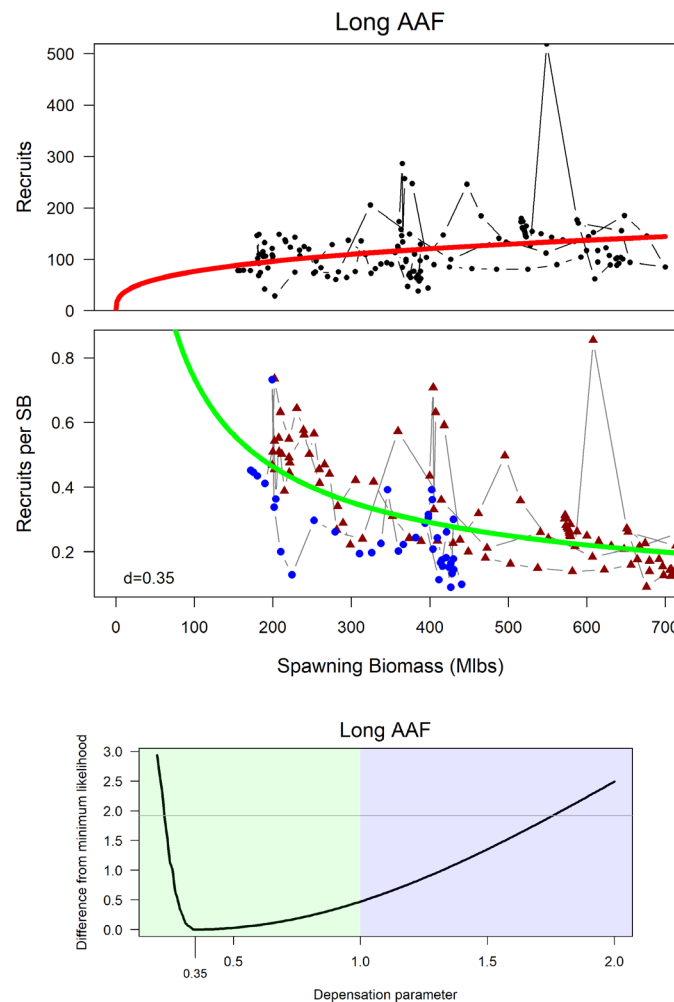 Long AAF
Recruits
500
400
300
200
100
0
Recruits per SB
0.8
0.6
0.4
0.2
d=0.35
0 100 200 300 400 500 600 700
Spawning Biomass (Mlbs)
Long AAF
Difference from minimum likelihood
3.0
2.5
2.0
1.5
1.0
0.5
0.0
0.5 1.0 1.5 2.0
0.35
Depensation parameter